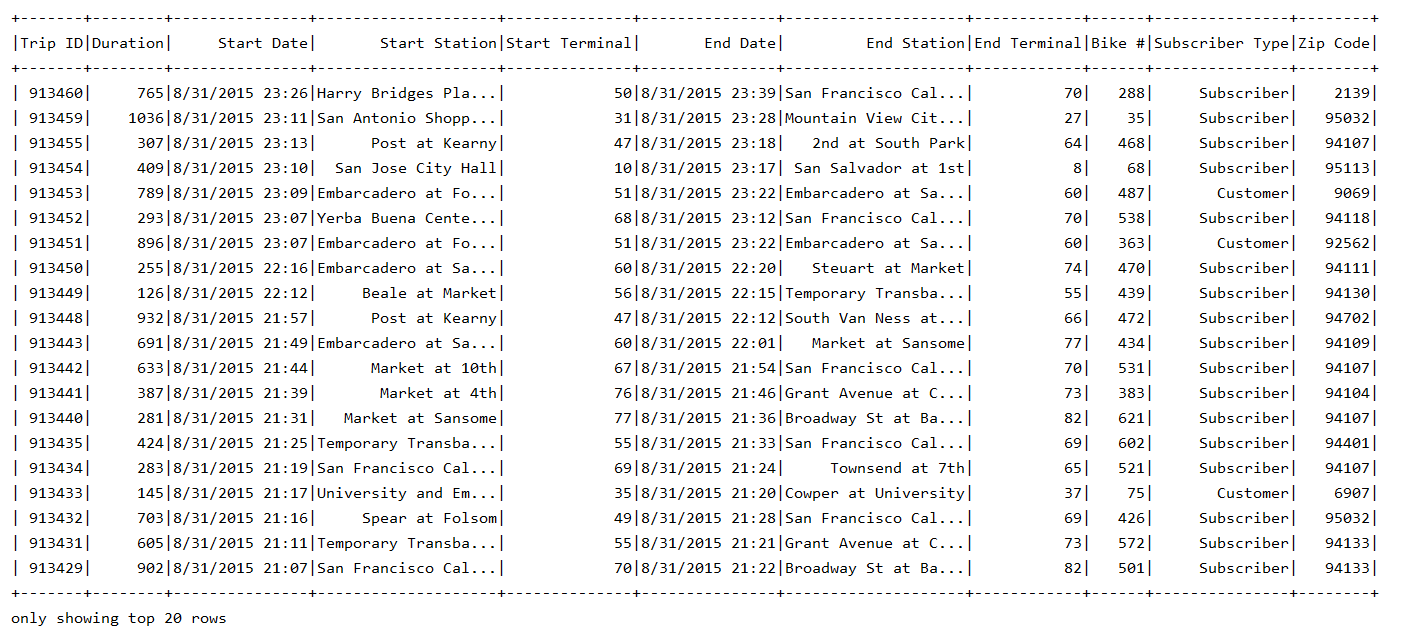 +-------+--------+---------------+--------------------+--------------+---------------+--------------------+------------+------+---------------+--------+
|Trip ID|Duration|     Start Date|       Start Station|Start Terminal|       End Date|         End Station|End Terminal|Bike #|Subscriber Type|Zip Code|
+-------+--------+---------------+--------------------+--------------+---------------+--------------------+------------+------+---------------+--------+
| 913460|     765|8/31/2015 23:26|Harry Bridges Pla...|            50|8/31/2015 23:39|San Francisco Cal...|          70|   288|     Subscriber|    2139|
| 913459|    1036|8/31/2015 23:11|San Antonio Shopp...|            31|8/31/2015 23:28|Mountain View Cit...|          27|    35|     Subscriber|   95032|
| 913455|     307|8/31/2015 23:13|      Post at Kearny|            47|8/31/2015 23:18|   2nd at South Park|          64|   468|     Subscriber|   94107|
| 913454|     409|8/31/2015 23:10|  San Jose City Hall|            10|8/31/2015 23:17| San Salvador at 1st|           8|    68|     Subscriber|   95113|
| 913453|     789|8/31/2015 23:09|Embarcadero at Fo...|            51|8/31/2015 23:22|Embarcadero at Sa...|          60|   487|       Customer|    9069|
| 913452|     293|8/31/2015 23:07|Yerba Buena Cente...|            68|8/31/2015 23:12|San Francisco Cal...|          70|   538|     Subscriber|   94118|
| 913451|     896|8/31/2015 23:07|Embarcadero at Fo...|            51|8/31/2015 23:22|Embarcadero at Sa...|          60|   363|       Customer|   92562|
| 913450|     255|8/31/2015 22:16|Embarcadero at Sa...|            60|8/31/2015 22:20|   Steuart at Market|          74|   470|     Subscriber|   94111|
| 913449|     126|8/31/2015 22:12|     Beale at Market|            56|8/31/2015 22:15|Temporary Transba...|          55|   439|     Subscriber|   94130|
| 913448|     932|8/31/2015 21:57|      Post at Kearny|            47|8/31/2015 22:12|South Van Ness at...|          66|   472|     Subscriber|   94702|
| 913443|     691|8/31/2015 21:49|Embarcadero at Sa...|            60|8/31/2015 22:01|   Market at Sansome|          77|   434|     Subscriber|   94109|
| 913442|     633|8/31/2015 21:44|      Market at 10th|            67|8/31/2015 21:54|San Francisco Cal...|          70|   531|     Subscriber|   94107|
| 913441|     387|8/31/2015 21:39|       Market at 4th|            76|8/31/2015 21:46|Grant Avenue at C...|          73|   383|     Subscriber|   94104|
| 913440|     281|8/31/2015 21:31|   Market at Sansome|            77|8/31/2015 21:36|Broadway St at Ba...|          82|   621|     Subscriber|   94107|
| 913435|     424|8/31/2015 21:25|Temporary Transba...|            55|8/31/2015 21:33|San Francisco Cal...|          69|   602|     Subscriber|   94401|
| 913434|     283|8/31/2015 21:19|San Francisco Cal...|            69|8/31/2015 21:24|     Townsend at 7th|          65|   521|     Subscriber|   94107|
| 913433|     145|8/31/2015 21:17|University and Em...|            35|8/31/2015 21:20|Cowper at University|          37|    75|       Customer|    6907|
| 913432|     703|8/31/2015 21:16|     Spear at Folsom|            49|8/31/2015 21:28|San Francisco Cal...|          69|   426|     Subscriber|   95032|
| 913431|     605|8/31/2015 21:11|Temporary Transba...|            55|8/31/2015 21:21|Grant Avenue at C...|          73|   572|     Subscriber|   94133|
| 913429|     902|8/31/2015 21:07|San Francisco Cal...|            70|8/31/2015 21:22|Broadway St at Ba...|          82|   501|     Subscriber|   94133|
+-------+--------+---------------+--------------------+--------------+---------------+--------------------+------------+------+---------------+--------+
only showing top 20 rows